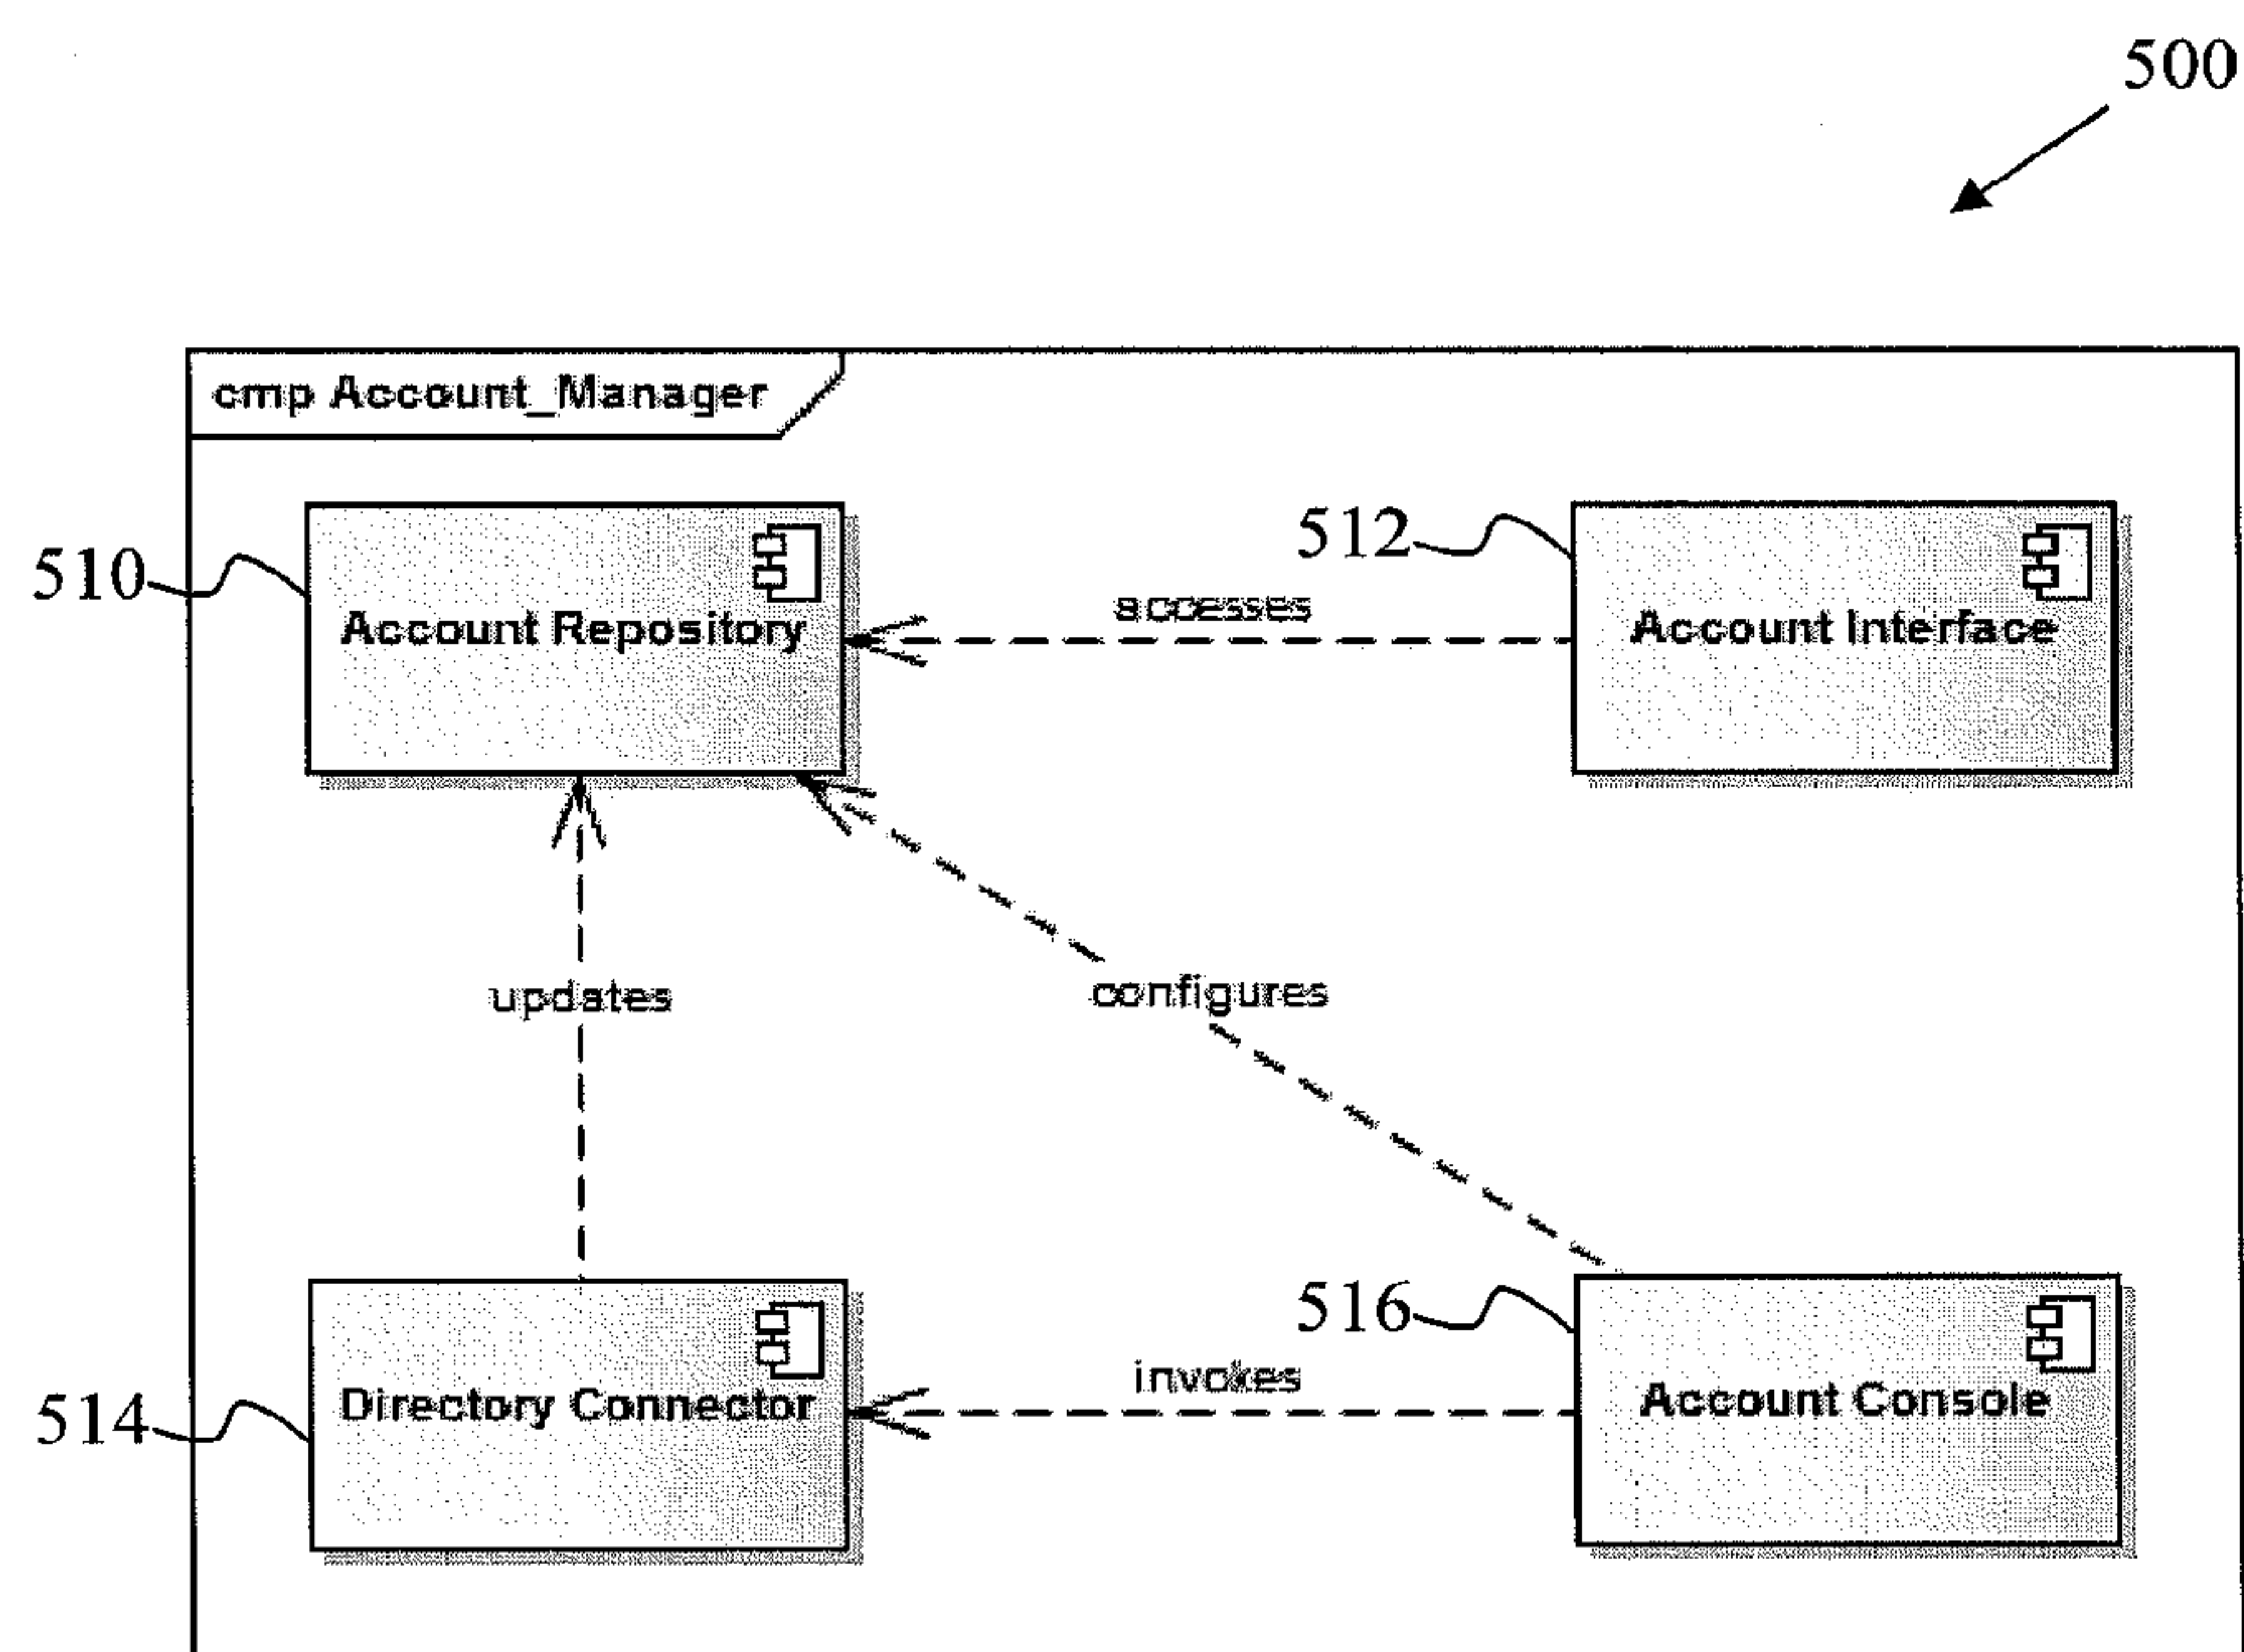 500
cmp Account_Manager
510
Account Repository
accesses
512
Account Interface
updates
configures
514
Directory Connector
invokes
516
Account Console